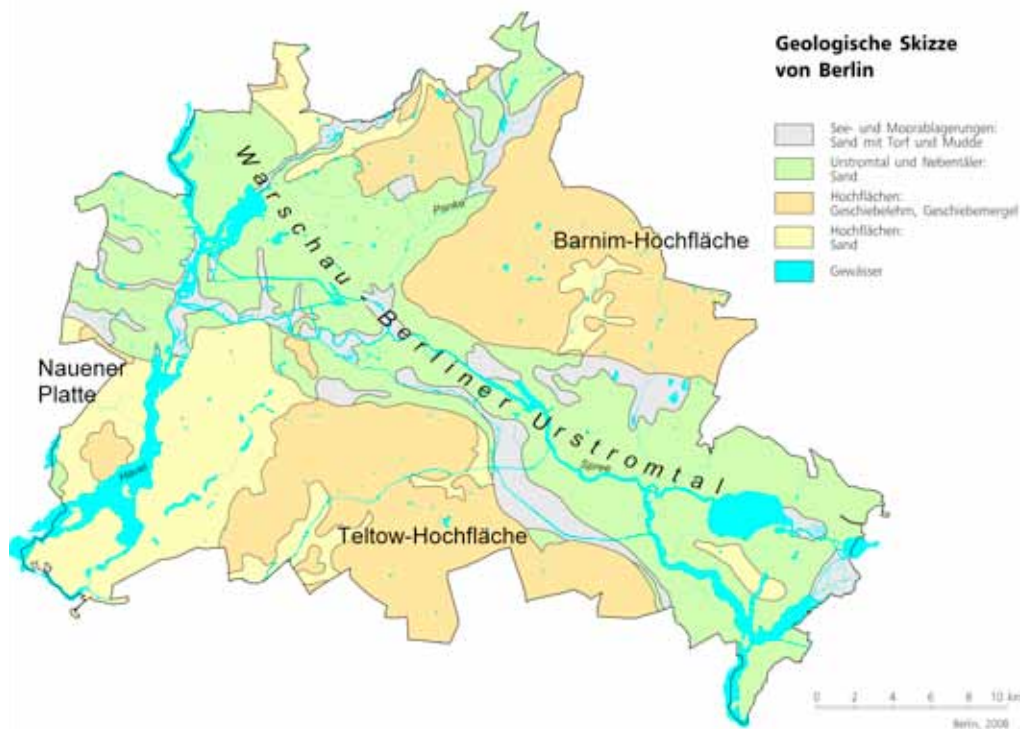 Geologische Skizze
von Berlin
See- und Moorablagerungen:
Sand mit Torf und Mudde
Urstromtal und Nebentäler:
Sand
Hochflächen:
Geschiebelehm, Geschiebemergel
Hochflächen:
Sand
Gewässer
Warschau - Berliner Urstromtal
Panke
Barnim-Hochfläche
Nauener
Platte
Havel
Spree
Teltow-Hochfläche
0 2 4 6 8 10 km
Berlin, 2008